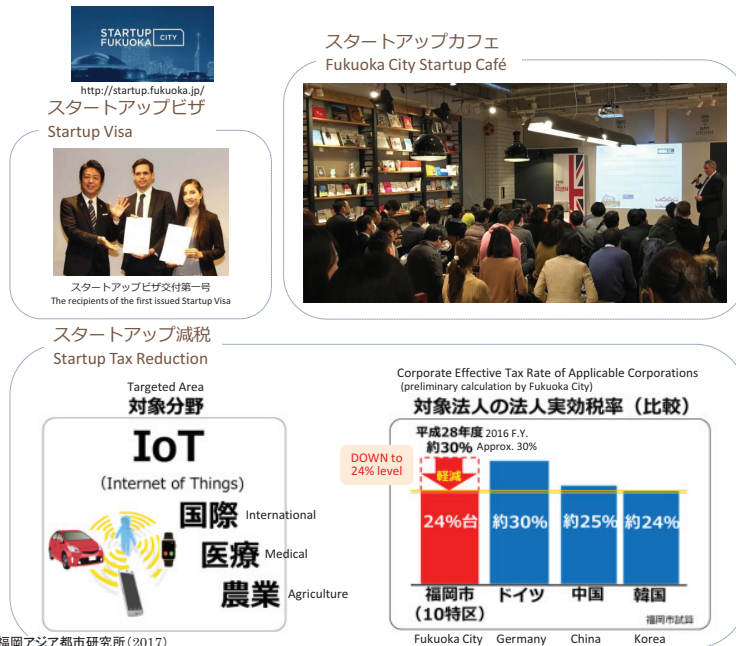 STARTUP
FUKUOKA CITY
http://startup.fukuoka.jp/
スタートアップビザ
Startup Visa
スタートアップビザ交付第一号
The recipients of the first issued Startup Visa
スタートアップカフェ
Fukuoka City Startup Café
スタートアップ減税
Startup Tax Reduction
Targeted Area
対象分野
IoT
(Internet of Things)
国際 International
医療 Medical
農業 Agriculture
Corporate Effective Tax Rate of Applicable Corporations
(preliminary calculation by Fukuoka City)
対象法人の法人実効税率（比較）
平成28年度 2016 F.Y.
約30% Approx. 30%
DOWN to
24% level
軽減
24%台 約30% 約25% 約24%
福岡市 ドイツ 中国 韓国
(10特区)
福岡市試算
Fukuoka City Germany China Korea
福岡アジア都市研究所(2017)